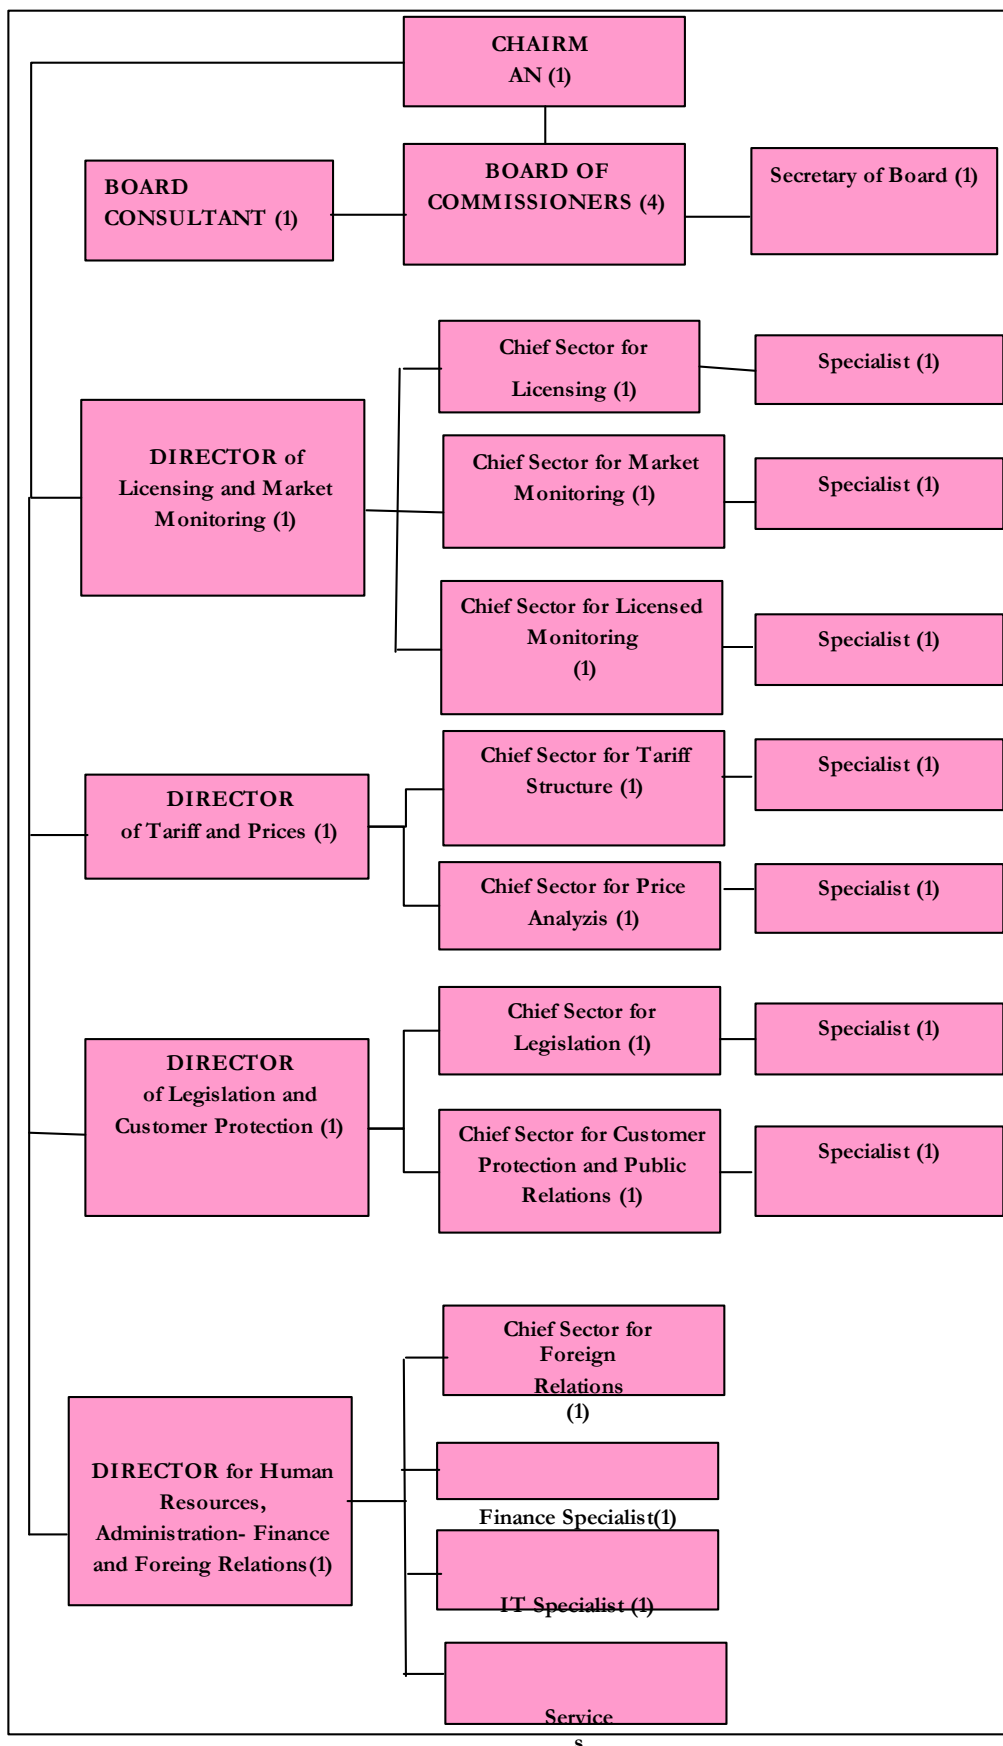 CHAIRM
AN (1)
BOARD
CONSULTANT (1)
BOARD OF
COMMISSIONERS (4)
Secretary of Board (1)
Chief Sector for
Licensing (1)
Specialist (1)
DIRECTOR of
Licensing and Market
Monitoring (1)
Chief Sector for Market
Monitoring (1)
Specialist (1)
Chief Sector for Licensed
Monitoring
(1)
Specialist (1)
DIRECTOR
of Tariff and Prices (1)
Chief Sector for Tariff
Structure (1)
Specialist (1)
Chief Sector for Price
Analyzis (1)
Specialist (1)
DIRECTOR
of Legislation and
Customer Protection (1)
Chief Sector for
Legislation (1)
Specialist (1)
Chief Sector for Customer
Protection and Public
Relations (1)
Specialist (1)
DIRECTOR for Human
Resources,
Administration- Finance
and Foreing Relations(1)
Chief Sector for
Foreign
Relations
(1)
Finance Specialist(1)
IT Specialist (1)
Service
s